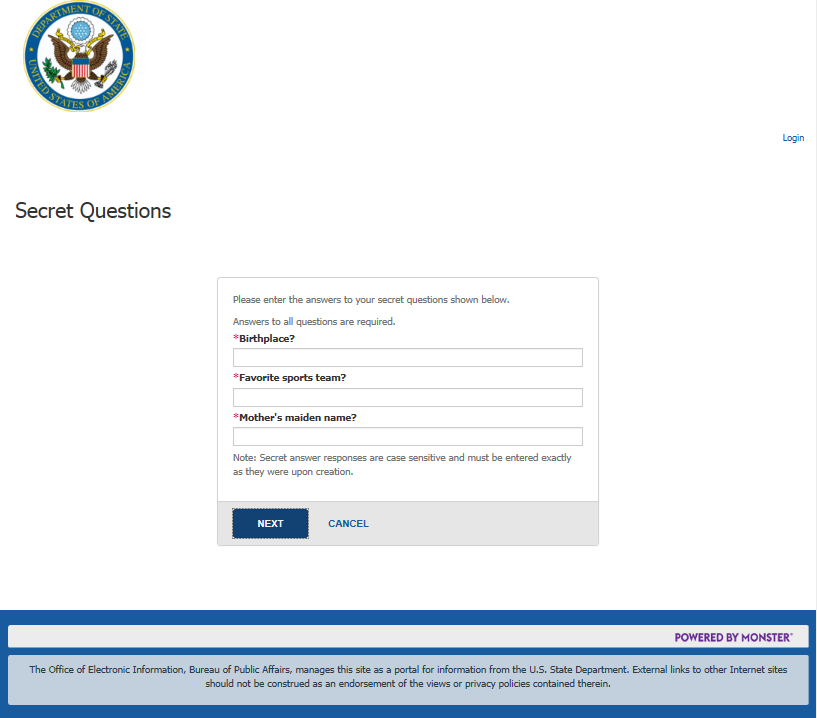 DEPARTMENT OF STATE
UNITED STATES OF AMERICA
Login
Secret Questions
Please enter the answers to your secret questions shown below.
Answers to all questions are required.
*Birthplace?
*Favorite sports team?
*Mother's maiden name?
Note: Secret answer responses are case sensitive and must be entered exactly
as they were upon creation.
NEXT CANCEL
POWERED BY MONSTER
The Office of Electronic Information, Bureau of Public Affairs, manages this site as a portal for information from the U.S. State Department. External links to other Internet sites
should not be construed as an endorsement of the views or privacy policies contained therein.